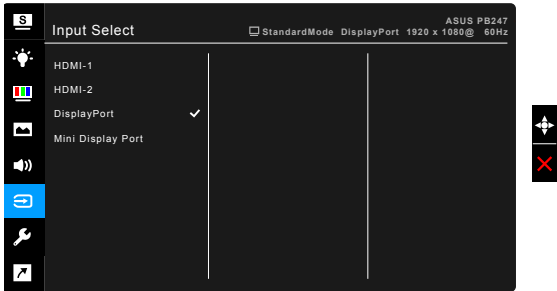 S
Input Select
ASUS PB247
StandardMode DisplayPort 1920 x 1080@ 60Hz
HDMI-1
HDMI-2
DisplayPort
Mini Display Port